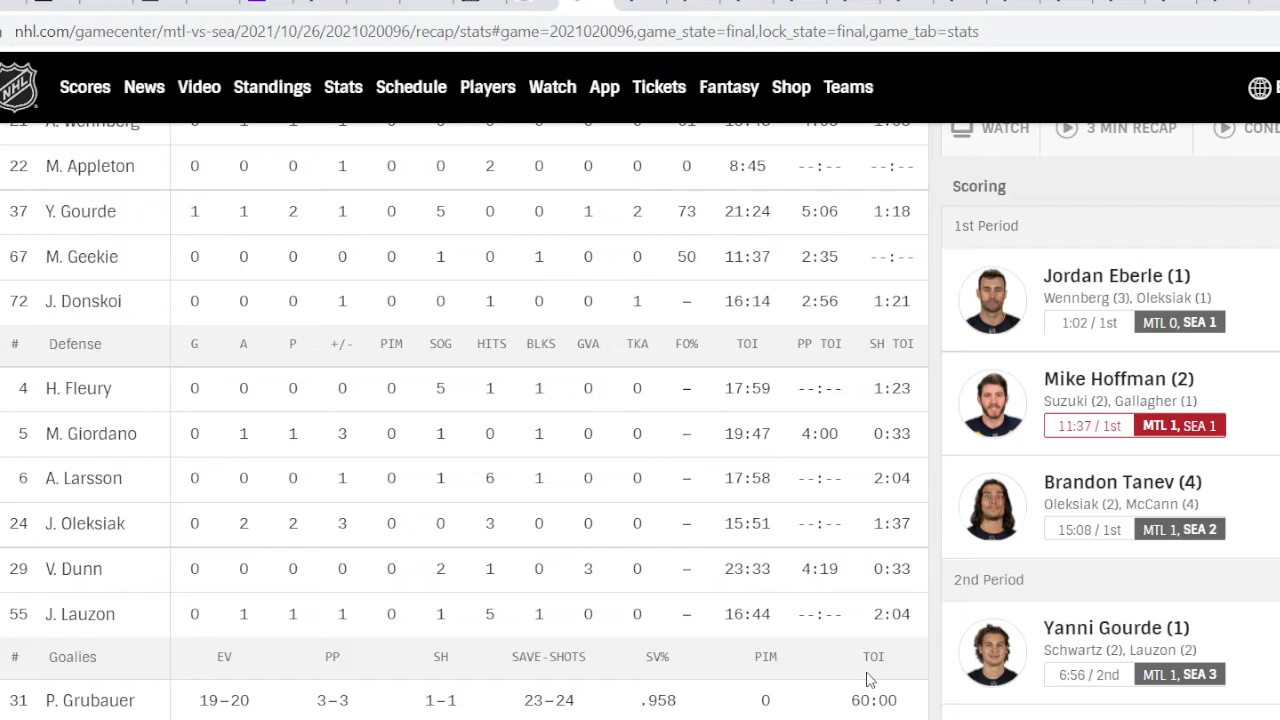 nhl.com/gamecenter/mtl-vs-sea/2021/10/26/2021020096/recap/stats#game=2021020096,game_state=final,lock_state=final,game_tab=stats
NHL
Scores News Video Standings Stats Schedule Players Watch App Tickets Fantasy Shop Teams
A. Wennberg
22 M. Appleton 0 0 0 1 0 0 2 0 0 0 0 8:45 --:-- --:--
37 Y. Gourde 1 1 2 1 0 5 0 0 1 2 73 21:24 5:06 1:18
67 M. Geekie 0 0 0 0 0 1 0 1 0 0 50 11:37 2:35 --:--
72 J. Donskoi 0 0 0 1 0 0 1 0 0 1 – 16:14 2:56 1:21
# Defense G A P +/- PIM SOG HITS BLKS GVA TKA FO% TOI PP TOI SH TOI
4 H. Fleury 0 0 0 0 0 5 1 1 0 0 – 17:59 --:-- 1:23
5 M. Giordano 0 1 1 3 0 1 0 1 0 0 – 19:47 4:00 0:33
6 A. Larsson 0 0 0 1 0 1 6 1 0 0 – 17:58 --:-- 2:04
24 J. Oleksiak 0 2 2 3 0 0 3 0 0 0 – 15:51 --:-- 1:37
29 V. Dunn 0 0 0 0 0 2 1 0 3 0 – 23:33 4:19 0:33
55 J. Lauzon 0 1 1 1 0 1 5 1 0 0 – 16:44 --:-- 2:04
# Goalies EV PP SH SAVE-SHOTS SV% PIM TOI
31 P. Grubauer 19-20 3-3 1-1 23-24 .958 0 60:00
WATCH 3 MIN RECAP
Scoring
1st Period
Jordan Eberle (1)
Wennberg (3), Oleksiak (1)
1:02 / 1st MTL 0, SEA 1
Mike Hoffman (2)
Suzuki (2), Gallagher (1)
11:37 / 1st MTL 1, SEA 1
Brandon Tanev (4)
Oleksiak (2), McCann (4)
15:08 / 1st MTL 1, SEA 2
2nd Period
Yanni Gourde (1)
Schwartz (2), Lauzon (2)
6:56 / 2nd MTL 1, SEA 3